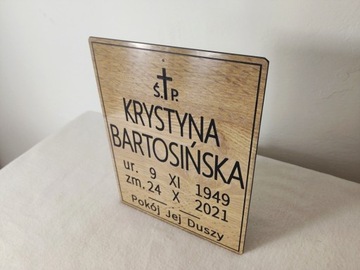 Ś.†P.
KRYSTYNA
BARTOSIŃSKA
ur. 9 XI 1949
zm. 24 X 2021
Pokój Jej Duszy